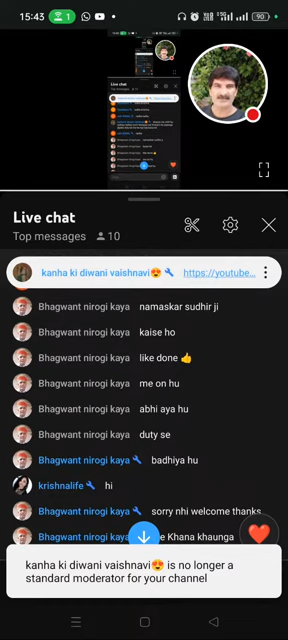 15:43
1
90
Live chat
Top messages 10
kanha ki diwani vaishnavi😍 https://youtube...
Bhagwant nirogi kaya namaskar sudhir ji
Bhagwant nirogi kaya kaise ho
Bhagwant nirogi kaya like done 👍
Bhagwant nirogi kaya me on hu
Bhagwant nirogi kaya abhi aya hu
Bhagwant nirogi kaya duty se
Bhagwant nirogi kaya badhiya hu
krishnalife hi
Bhagwant nirogi kaya sorry nhi welcome thanks
Bhagwant nirogi kaya Khana khaunga
kanha ki diwani vaishnavi😍 is no longer a
standard moderator for your channel